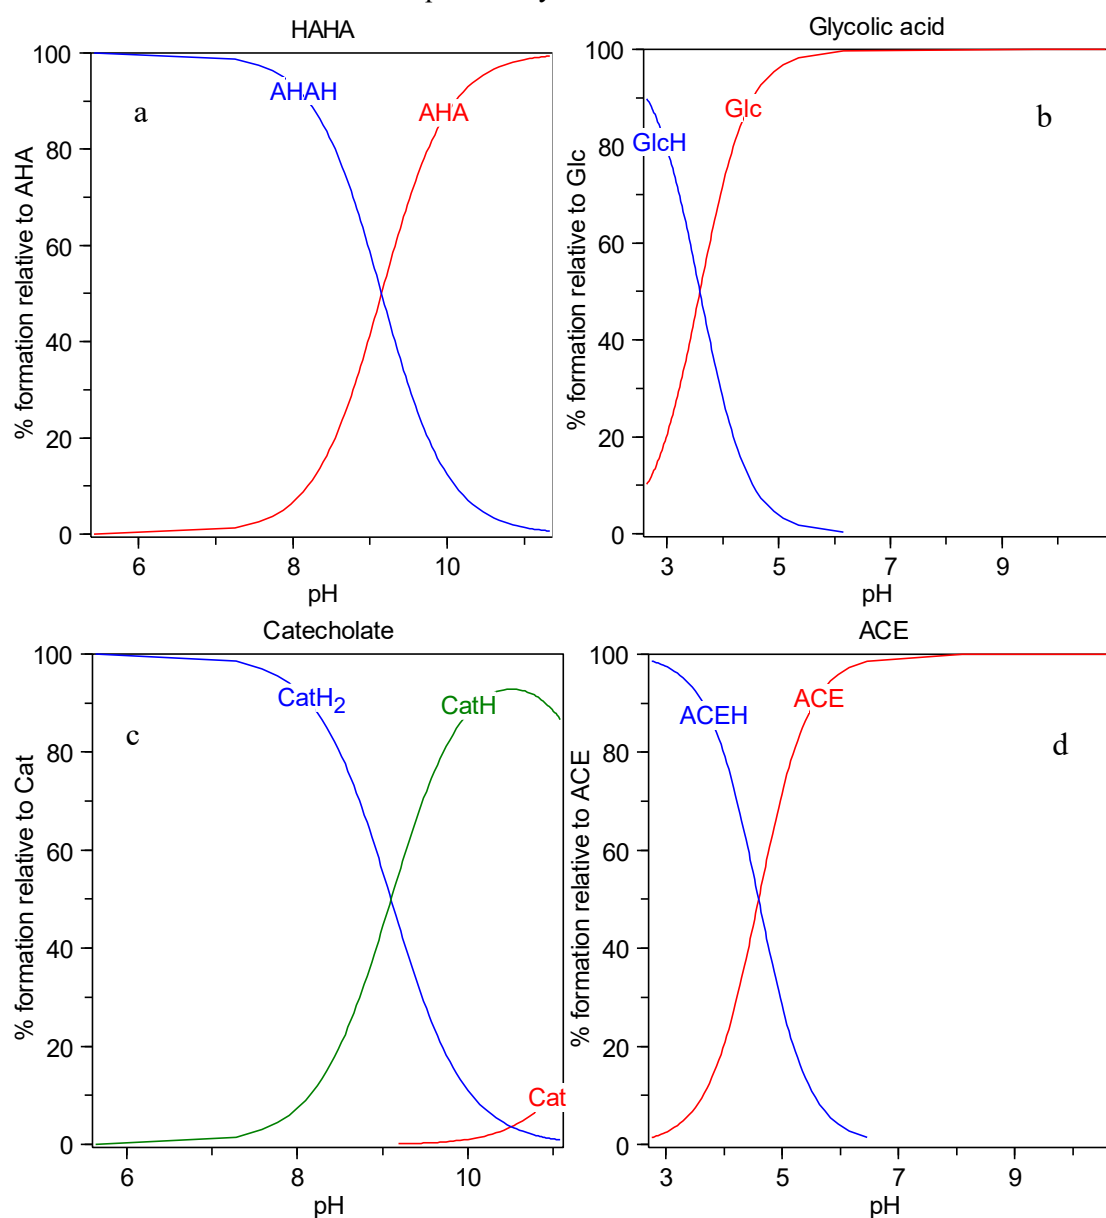 HAHA
% formation relative to AHA
100
80
60
40
20
0
a
AHAH
AHA
6
8
10
pH
Glycolic acid
% formation relative to Glc
100
80
60
40
20
0
b
GlcH
Glc
3
5
7
9
pH
Catecholate
% formation relative to Cat
100
80
60
40
20
0
c
CatH2
CatH
Cat
6
8
10
pH
ACE
% formation relative to ACE
100
80
60
40
20
0
d
ACEH
ACE
3
5
7
9
pH